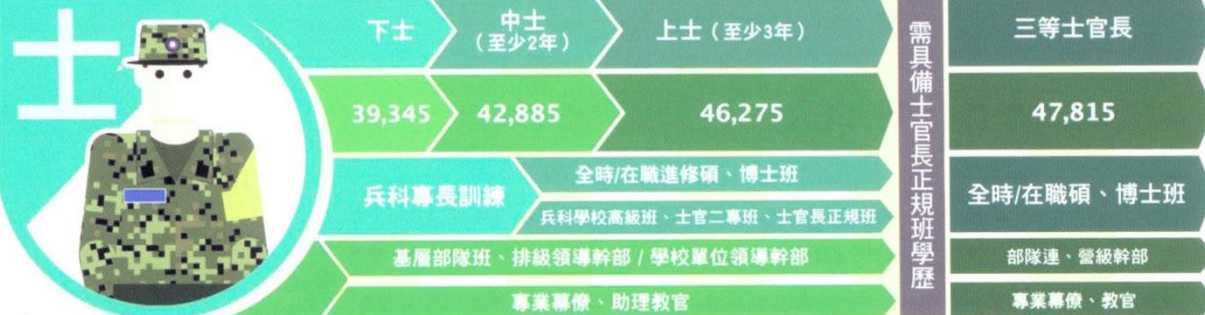 士
下士
中士
（至少2年）
上士（至少3年）
三等士官長
39,345
42,885
46,275
47,815
兵科專長訓練
全時/在職進修碩、博士班
兵科學校高級班、士官二專班、士官長正規班
基層部隊班、排級領導幹部 / 學校單位領導幹部
專業幕僚、助理教官
需具備士官長正規班學歷
全時/在職碩、博士班
部隊連、營級幹部
專業幕僚、教官